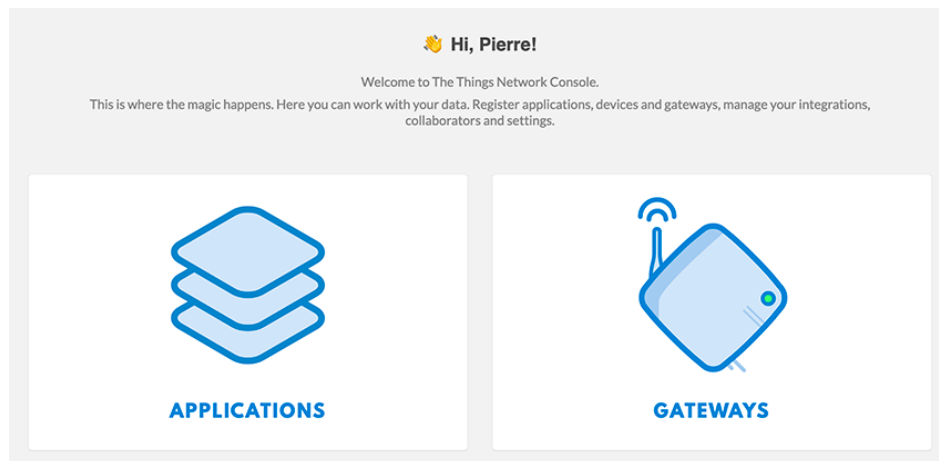 👋 Hi, Pierre!
Welcome to The Things Network Console.
This is where the magic happens. Here you can work with your data. Register applications, devices and gateways, manage your integrations,
collaborators and settings.
APPLICATIONS
GATEWAYS